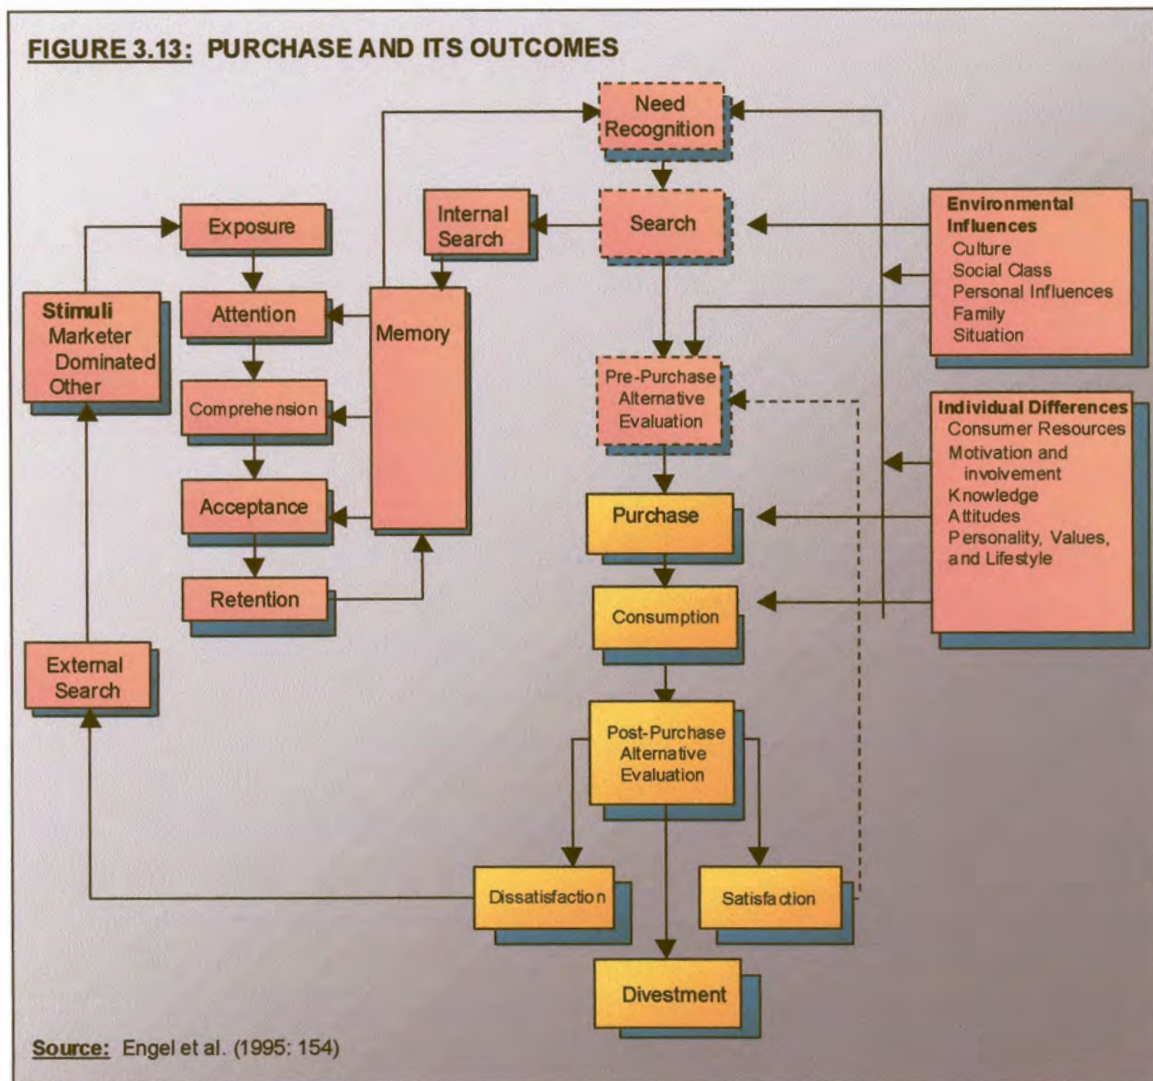 FIGURE 3.13: PURCHASE AND ITS OUTCOMES
Need
Recognition
Search
Internal
Search
Exposure
Attention
Comprehension
Acceptance
Retention
Memory
Stimuli
Marketer
Dominated
Other
External
Search
Pre-Purchase
Alternative
Evaluation
Purchase
Consumption
Post-Purchase
Alternative
Evaluation
Dissatisfaction
Satisfaction
Divestment
Environmental
Influences
Culture
Social Class
Personal Influences
Family
Situation
Individual Differences
Consumer Resources
Motivation and
involvement
Knowledge
Attitudes
Personality, Values,
and Lifestyle
Source: Engel et al. (1995: 154)